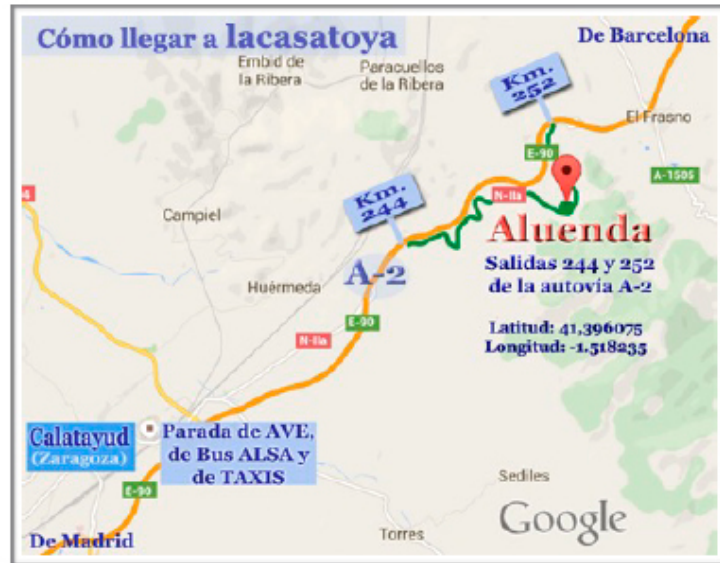 Cómo llegar a lacasatoya
De Barcelona
Embid de
la Ribera
Paracuellos
de la Ribera
Km.
252
El Frasno
E-90
A-1505
4
N-IIa
Km.
244
Campiel
Aluenda
Salidas 244 y 252
de la autovía A-2
A-2
Huérmeda
E-90
Latitud: 41,396075
Longitud: -1.518235
N-IIa
Calatayud
(Zaragoza)
Parada de AVE,
de Bus ALSA y
de TAXIS
E-90
Sediles
Google
De Madrid
Torres